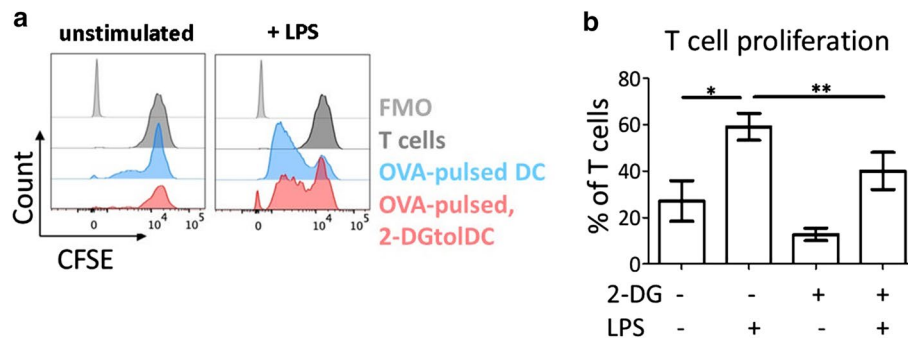 a
unstimulated
+ LPS
FMO
T cells
OVA-pulsed DC
OVA-pulsed,
2-DGtolDC
Count
0 10^4 10^5
0 10^4 10^5
CFSE
b
T cell proliferation
% of T cells
80
60
40
20
0
* **
2-DG - - + +
LPS - + - +